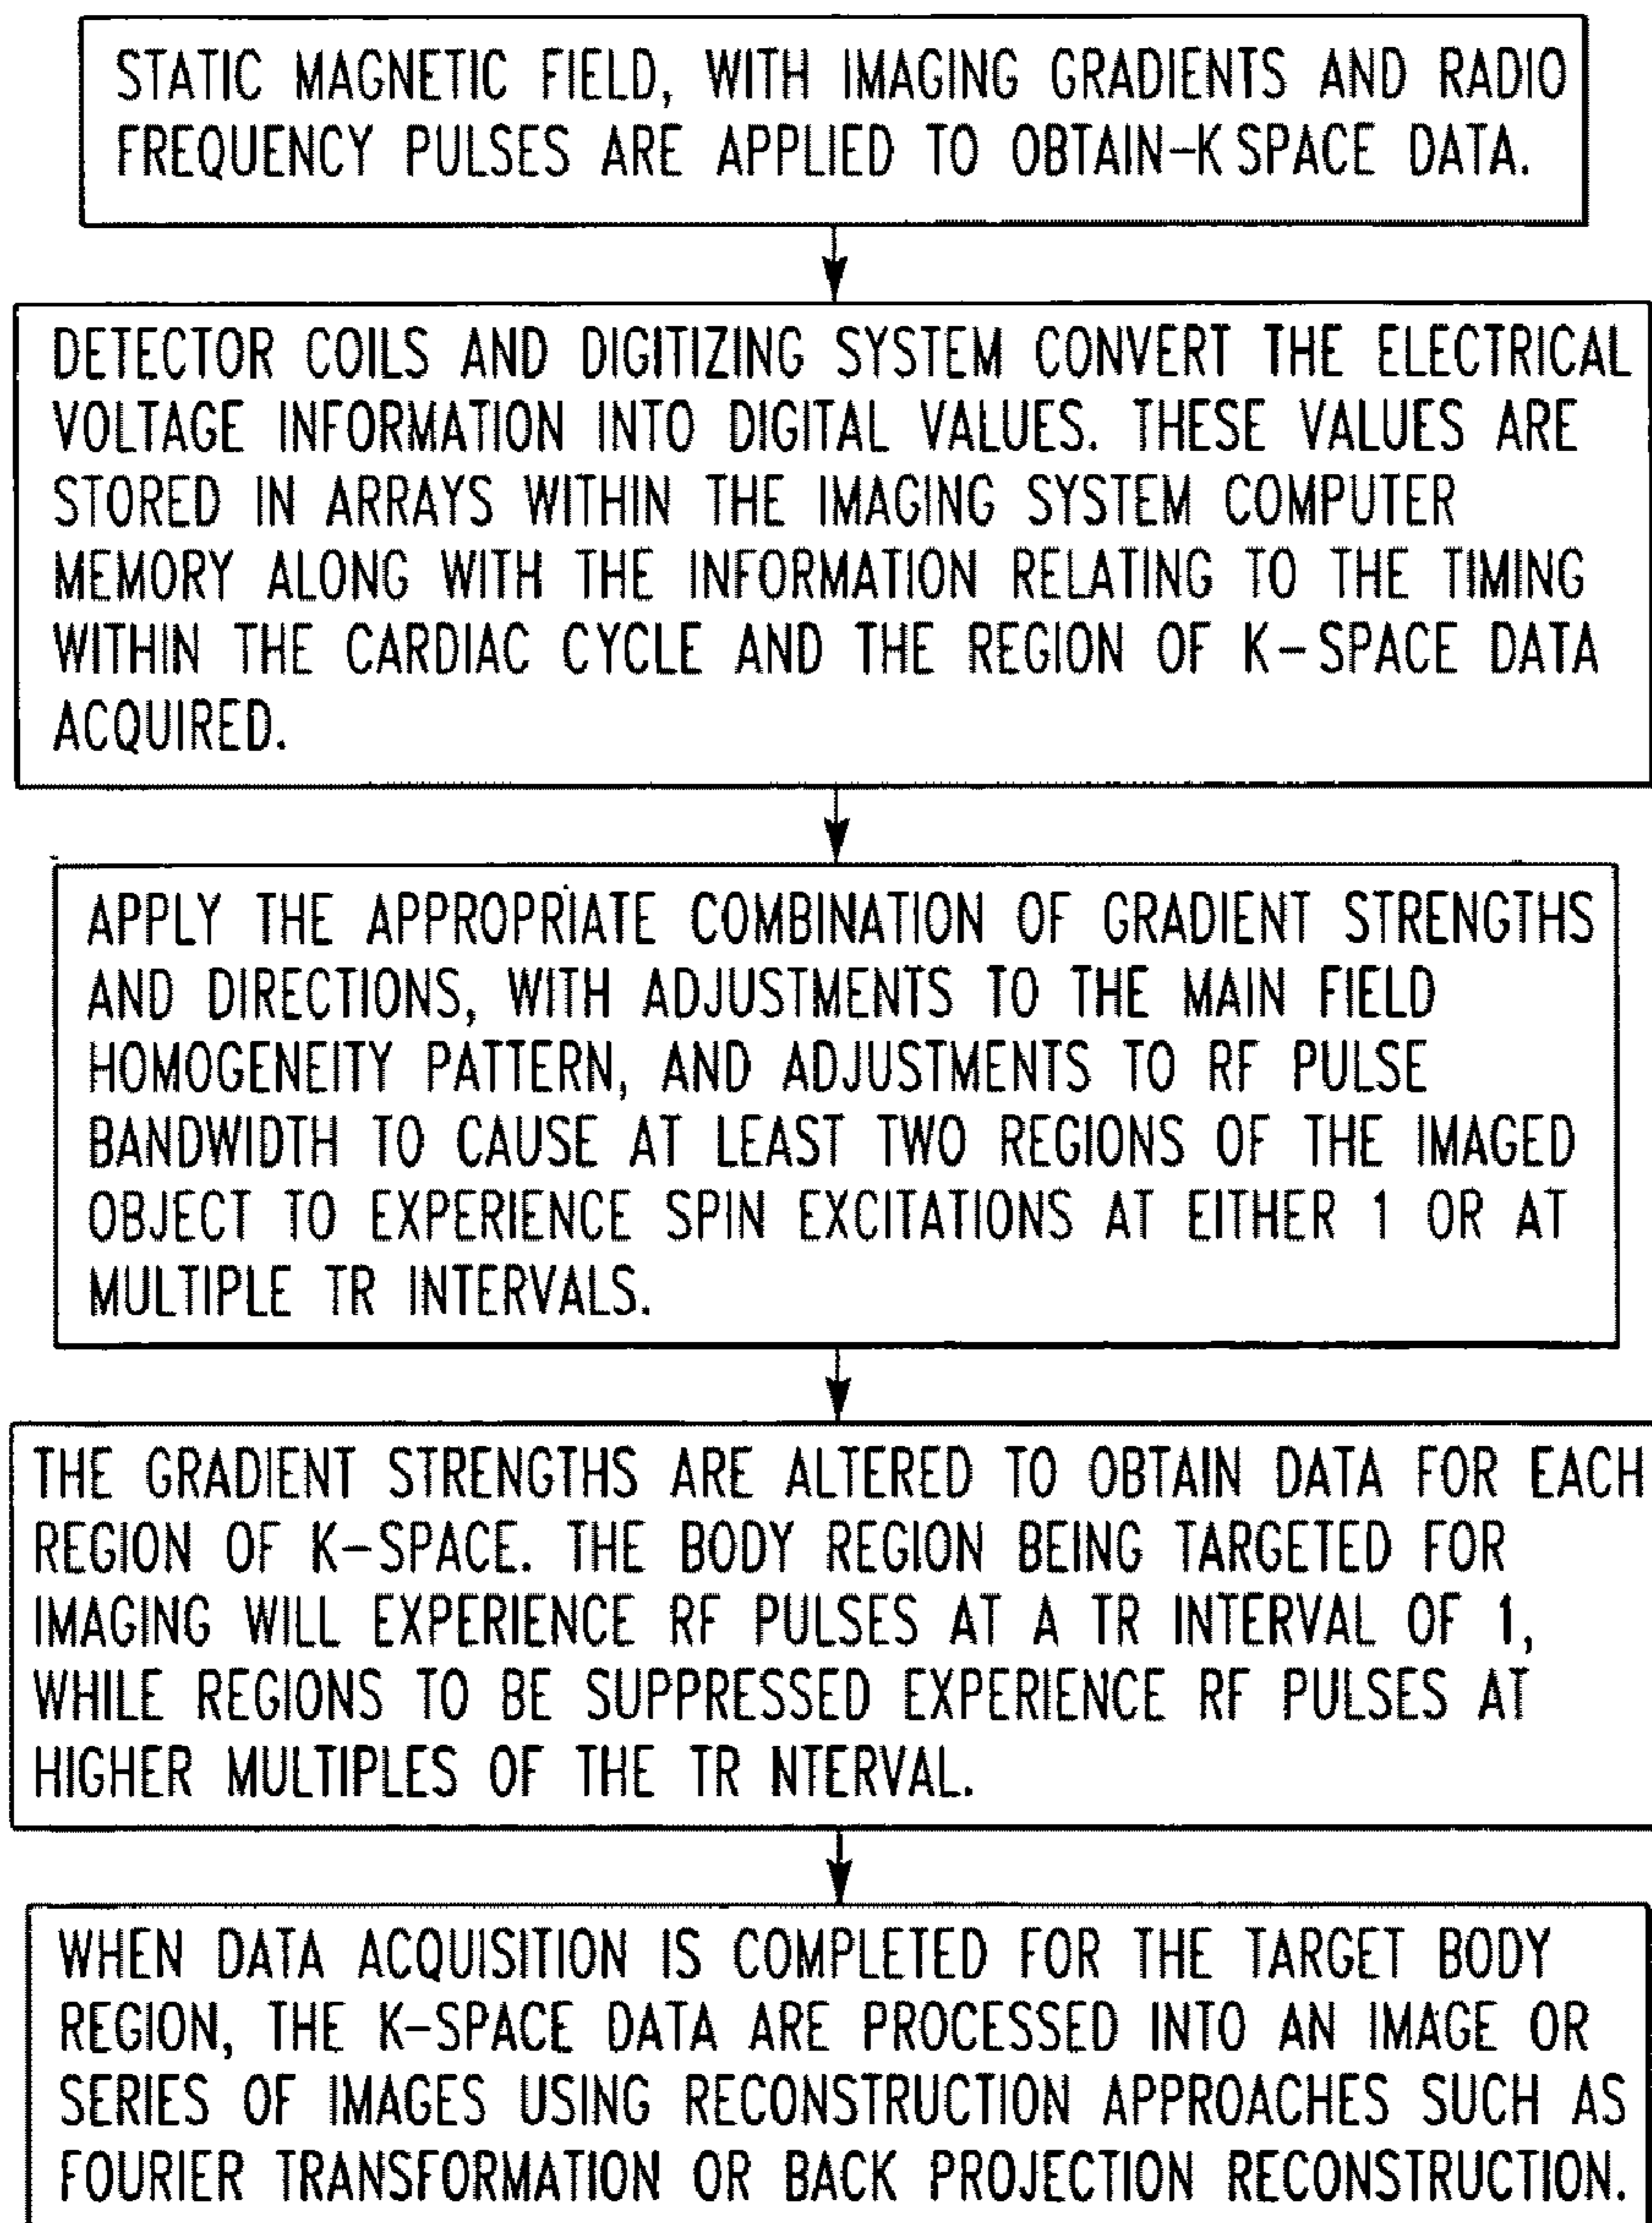 STATIC MAGNETIC FIELD, WITH IMAGING GRADIENTS AND RADIO
FREQUENCY PULSES ARE APPLIED TO OBTAIN-K SPACE DATA.
DETECTOR COILS AND DIGITIZING SYSTEM CONVERT THE ELECTRICAL
VOLTAGE INFORMATION INTO DIGITAL VALUES. THESE VALUES ARE
STORED IN ARRAYS WITHIN THE IMAGING SYSTEM COMPUTER
MEMORY ALONG WITH THE INFORMATION RELATING TO THE TIMING
WITHIN THE CARDIAC CYCLE AND THE REGION OF K-SPACE DATA
ACQUIRED.
APPLY THE APPROPRIATE COMBINATION OF GRADIENT STRENGTHS
AND DIRECTIONS, WITH ADJUSTMENTS TO THE MAIN FIELD
HOMOGENEITY PATTERN, AND ADJUSTMENTS TO RF PULSE
BANDWIDTH TO CAUSE AT LEAST TWO REGIONS OF THE IMAGED
OBJECT TO EXPERIENCE SPIN EXCITATIONS AT EITHER 1 OR AT
MULTIPLE TR INTERVALS.
THE GRADIENT STRENGTHS ARE ALTERED TO OBTAIN DATA FOR EACH
REGION OF K-SPACE. THE BODY REGION BEING TARGETED FOR
IMAGING WILL EXPERIENCE RF PULSES AT A TR INTERVAL OF 1,
WHILE REGIONS TO BE SUPPRESSED EXPERIENCE RF PULSES AT
HIGHER MULTIPLES OF THE TR NTERVAL.
WHEN DATA ACQUISITION IS COMPLETED FOR THE TARGET BODY
REGION, THE K-SPACE DATA ARE PROCESSED INTO AN IMAGE OR
SERIES OF IMAGES USING RECONSTRUCTION APPROACHES SUCH AS
FOURIER TRANSFORMATION OR BACK PROJECTION RECONSTRUCTION.